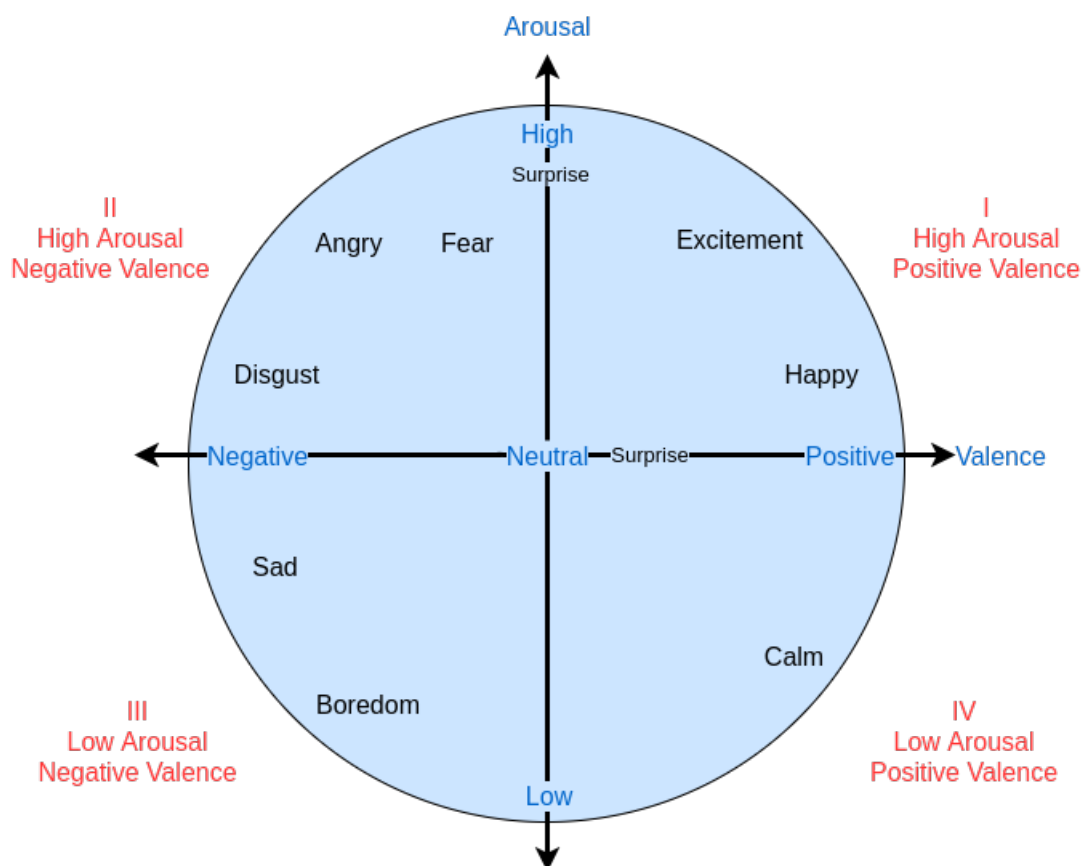 Arousal
High
Surprise
II
High Arousal
Negative Valence
I
High Arousal
Positive Valence
Angry
Fear
Excitement
Disgust
Happy
Negative
Neutral
Surprise
Positive
Valence
Sad
Calm
Boredom
III
Low Arousal
Negative Valence
IV
Low Arousal
Positive Valence
Low